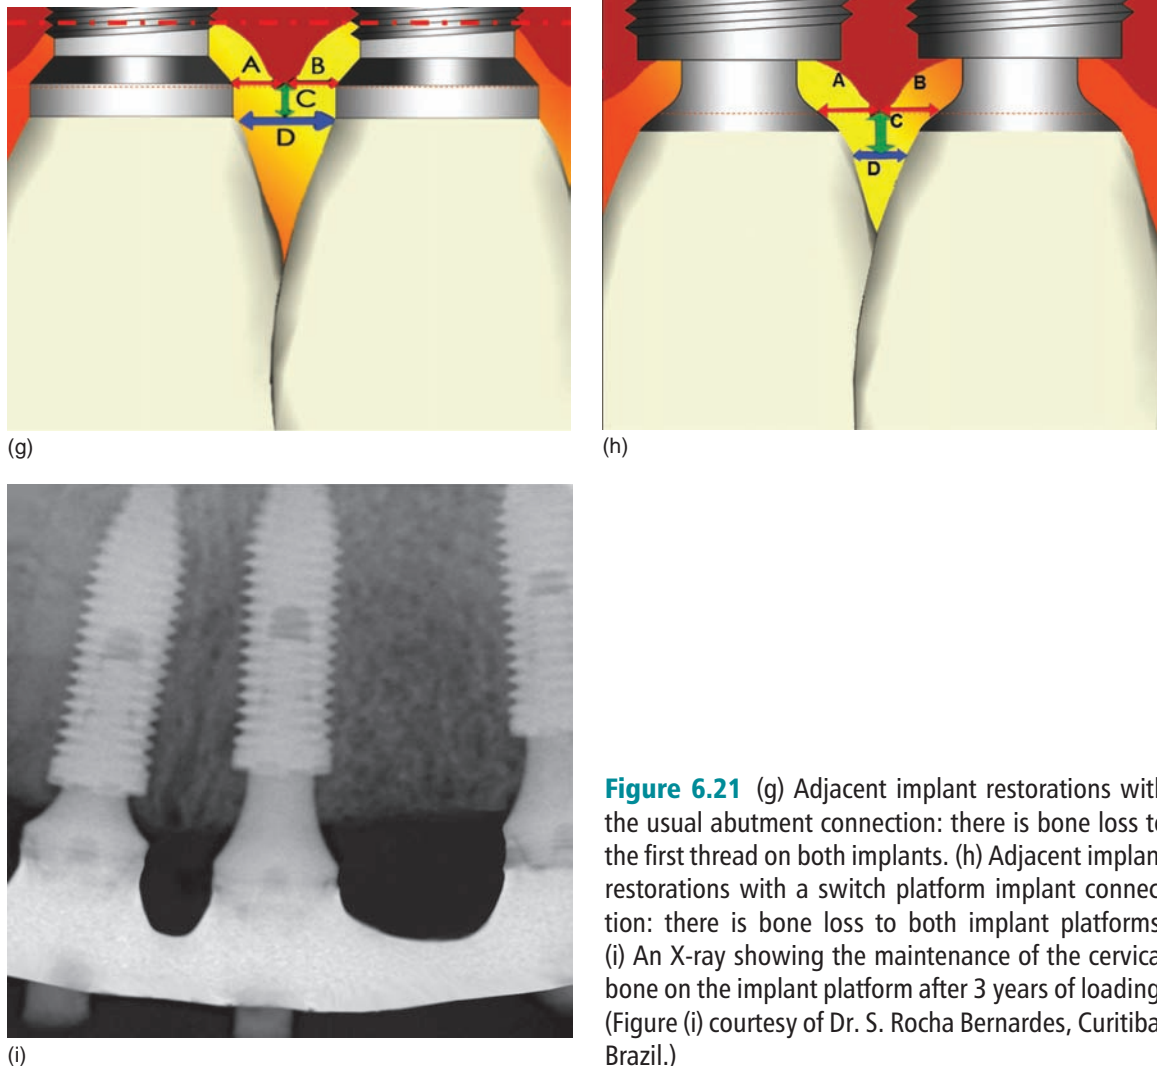 A
B
C
D
(g)
A
B
C
D
(h)
(i)
Figure 6.21 (g) Adjacent implant restorations with
the usual abutment connection: there is bone loss to
the first thread on both implants. (h) Adjacent implan
restorations with a switch platform implant connec
tion: there is bone loss to both implant platforms
(i) An X-ray showing the maintenance of the cervica
bone on the implant platform after 3 years of loading
(Figure (i) courtesy of Dr. S. Rocha Bernardes, Curitiba
Brazil.)